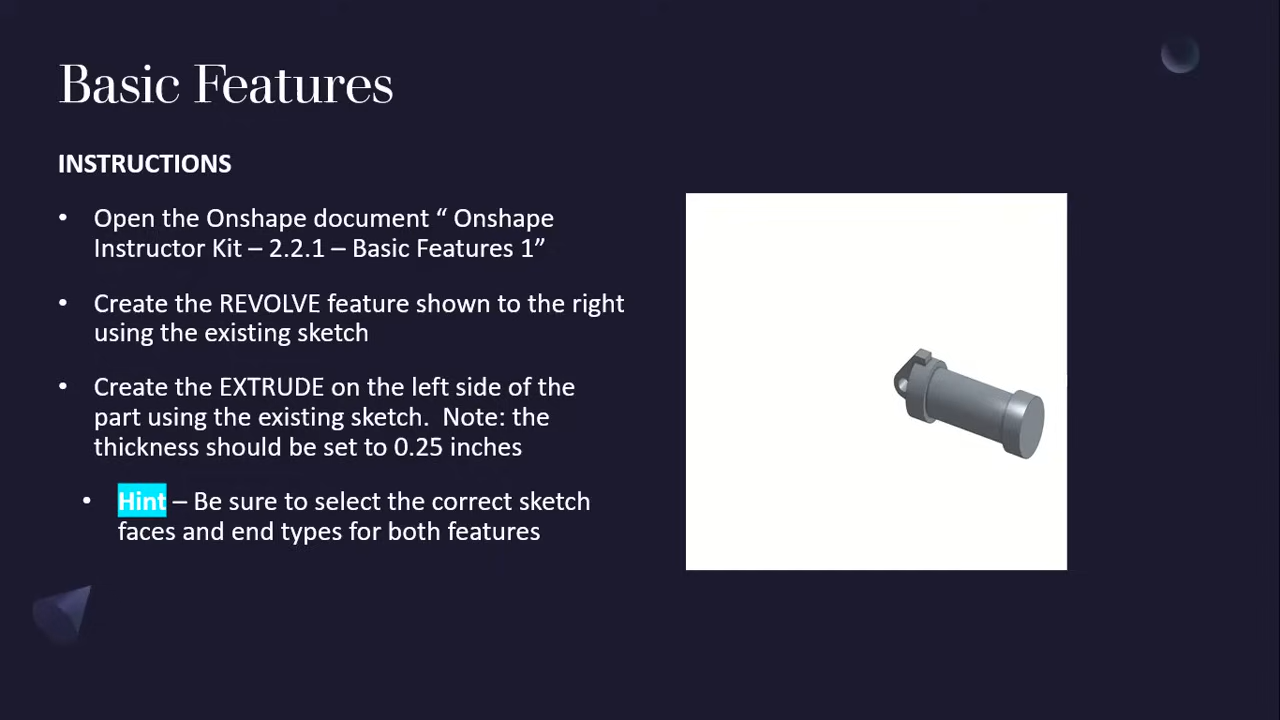 Basic Features
INSTRUCTIONS
• Open the Onshape document “ Onshape
Instructor Kit – 2.2.1 – Basic Features 1”
• Create the REVOLVE feature shown to the right
using the existing sketch
• Create the EXTRUDE on the left side of the
part using the existing sketch.  Note: the
thickness should be set to 0.25 inches
• Hint – Be sure to select the correct sketch
faces and end types for both features